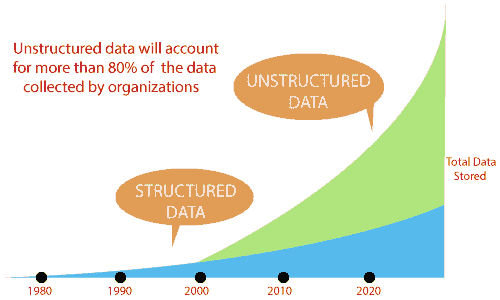 Unstructured data will account
for more than 80% of the data
collected by organizations
UNSTRUCTURED
DATA
STRUCTURED
DATA
Total Data
Stored
1980 1990 2000 2010 2020